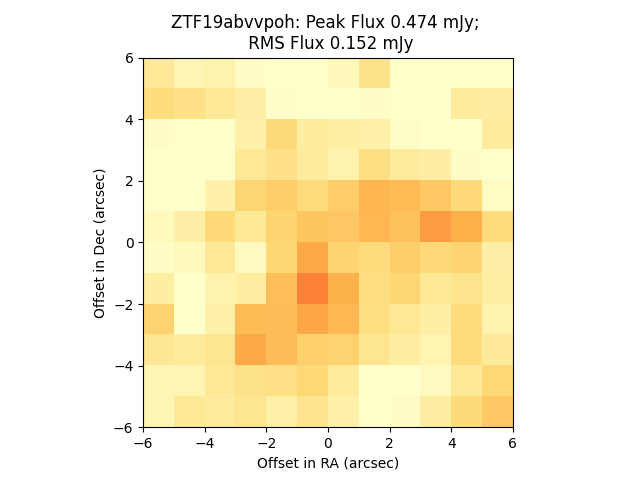 ZTF19abvvpoh: Peak Flux 0.474 mJy;
RMS Flux 0.152 mJy
6
4
2
0
−2
−4
−6
Offset in Dec (arcsec)
−6 −4 −2 0 2 4 6
Offset in RA (arcsec)